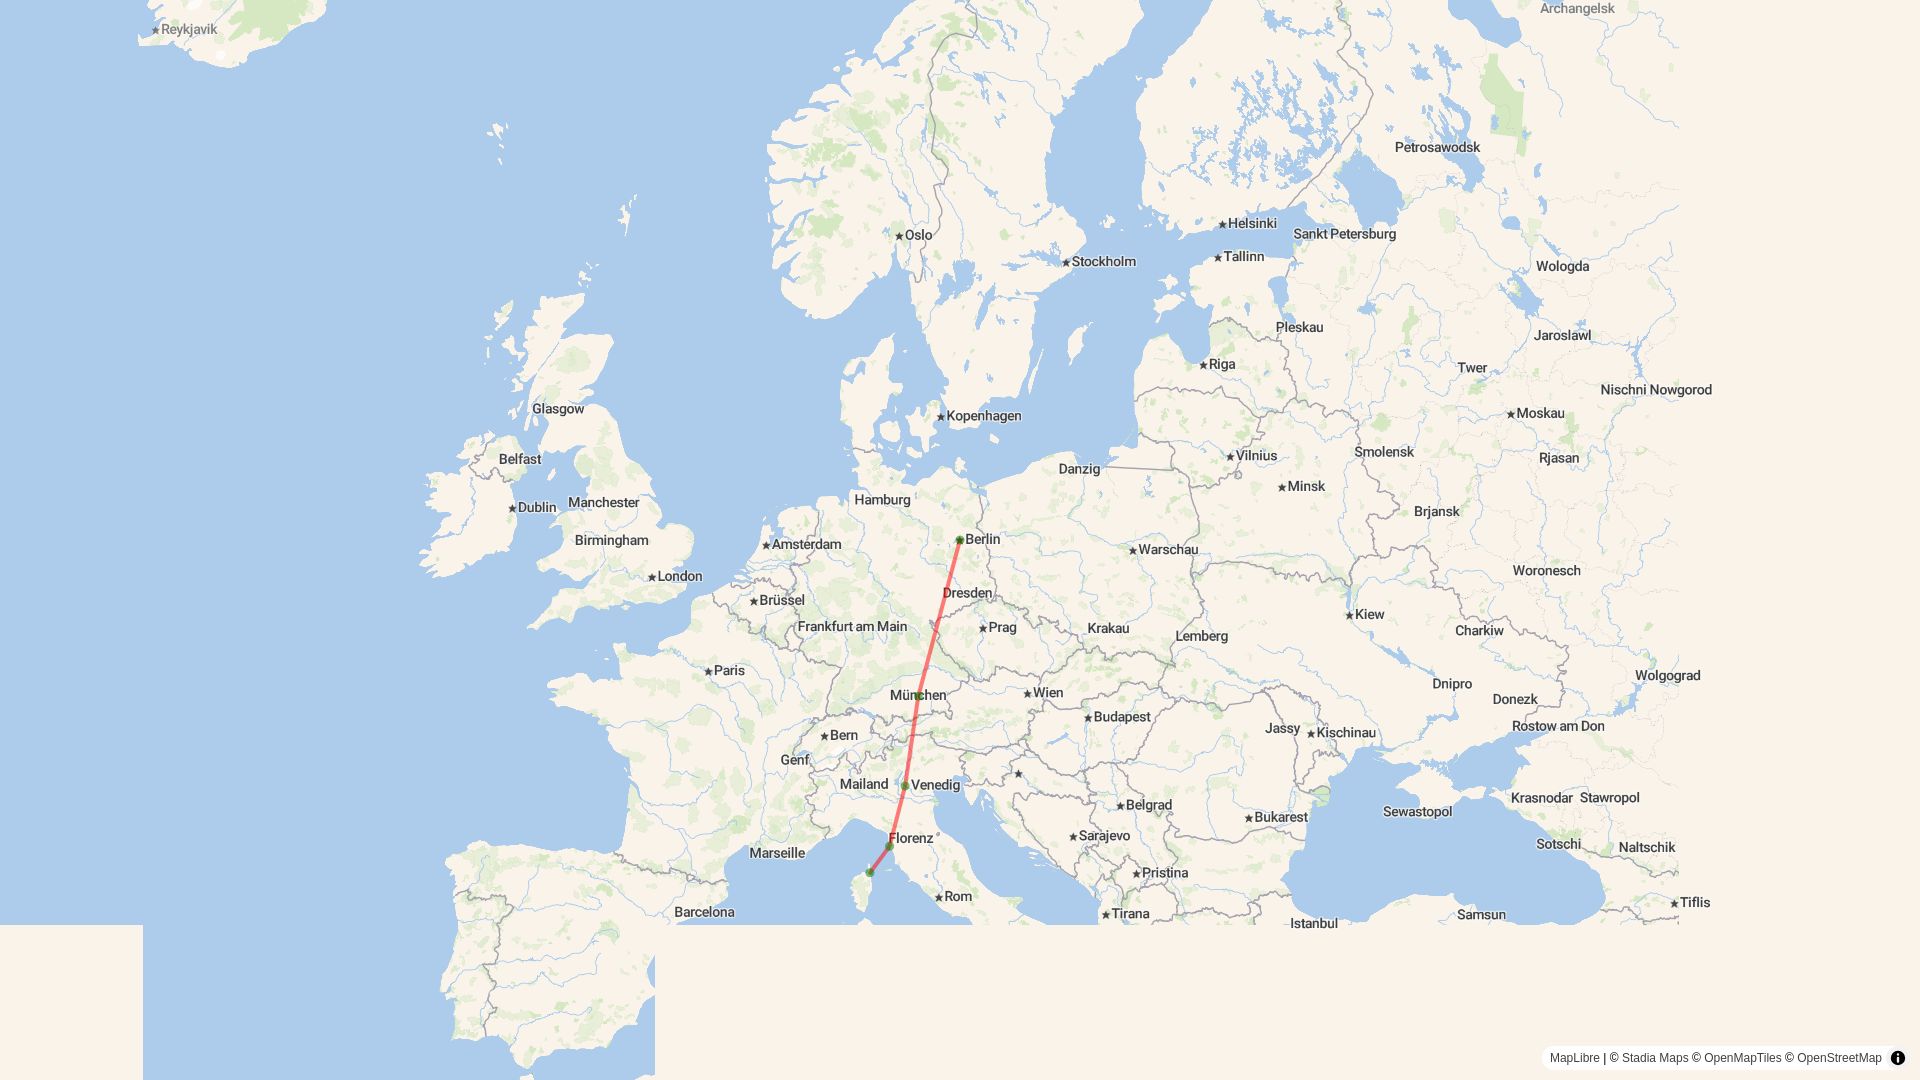 Archangelsk
Reykjavik
Petrosawodsk
Helsinki
Sankt Petersburg
Oslo
Tallinn
Stockholm
Wologda
Pleskau
Jaroslawl
Riga
Twer
Nischni Nowgorod
Glasgow
Kopenhagen
Moskau
Smolensk
Belfast
Vilnius
Rjasan
Danzig
Minsk
Hamburg
Manchester
Dublin
Brjansk
Birmingham
Amsterdam
Berlin
Warschau
London
Woronesch
Brüssel
Dresden
Kiew
Frankfurt am Main
Prag
Krakau
Lemberg
Charkiw
Paris
Wolgograd
München
Wien
Dnipro
Donezk
Budapest
Jassy
Kischinau
Rostow am Don
Bern
Genf
Mailand
Venedig
Krasnodar
Stawropol
Belgrad
Sewastopol
Bukarest
Florenz
Sarajevo
Sotschi
Naltschik
Marseille
Pristina
Rom
Tiflis
Barcelona
Tirana
Samsun
Istanbul
MapLibre | © Stadia Maps © OpenMapTiles © OpenStreetMap